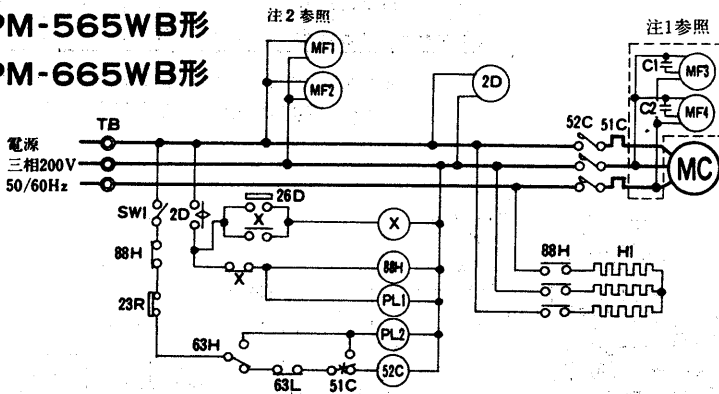 PM-565WB形
PM-665WB形
注2参照
注1参照
MF1
MF2
2D
C1
MF3
C2
MF4
TB
52C
51C
MC
電源
三相200V
50/60Hz
SW1
2D
26D
X
X
88H
X
88H
88H
H1
23R
PL1
PL2
63H
63L
51C
52C